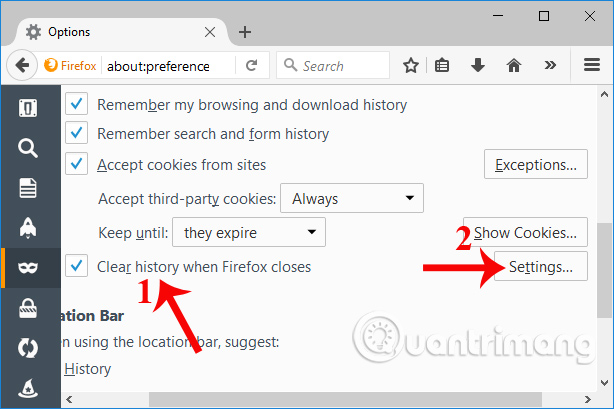 Options
Firefox about:preference Search
Remember my browsing and download history
Remember search and form history
Accept cookies from sites Exceptions...
Accept third-party cookies: Always
Keep until: they expire Show Cookies...
2
Clear history when Firefox closes Settings...
1
ation Bar
en using the location bar, suggest:
History
Quantrimang